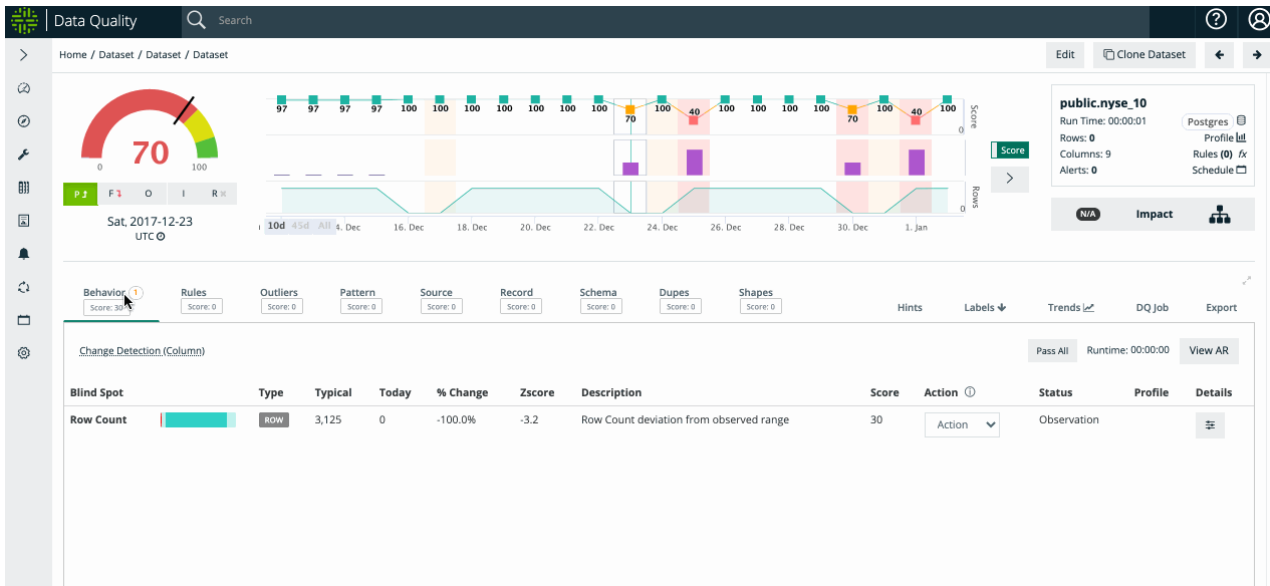 Data Quality
Search
Home / Dataset / Dataset / Dataset
Edit
Clone Dataset
70
0
100
P F O I R
Sat, 2017-12-23
UTC
97 97 97 97 100 100 100 100 100 100 100 70 100 40 100 100 100 100 70 100 40 100
Score
0
Rows
0
10d 45d All
4. Dec 16. Dec 18. Dec 20. Dec 22. Dec 24. Dec 26. Dec 28. Dec 30. Dec 1. Jan
Score
public.nyse_10
Run Time: 00:00:01
Postgres
Rows: 0
Profile
Columns: 9
Rules (0) fx
Alerts: 0
Schedule
N/A
Impact
Behavior 1
Score: 30
Rules
Score: 0
Outliers
Score: 0
Pattern
Score: 0
Source
Score: 0
Record
Score: 0
Schema
Score: 0
Dupes
Score: 0
Shapes
Score: 0
Hints
Labels
Trends
DQ Job
Export
Change Detection (Column)
Pass All
Runtime: 00:00:00
View AR
Blind Spot Type Typical Today % Change Zscore Description Score Action Status Profile Details
Row Count ROW 3,125 0 -100.0% -3.2 Row Count deviation from observed range 30 Action Observation